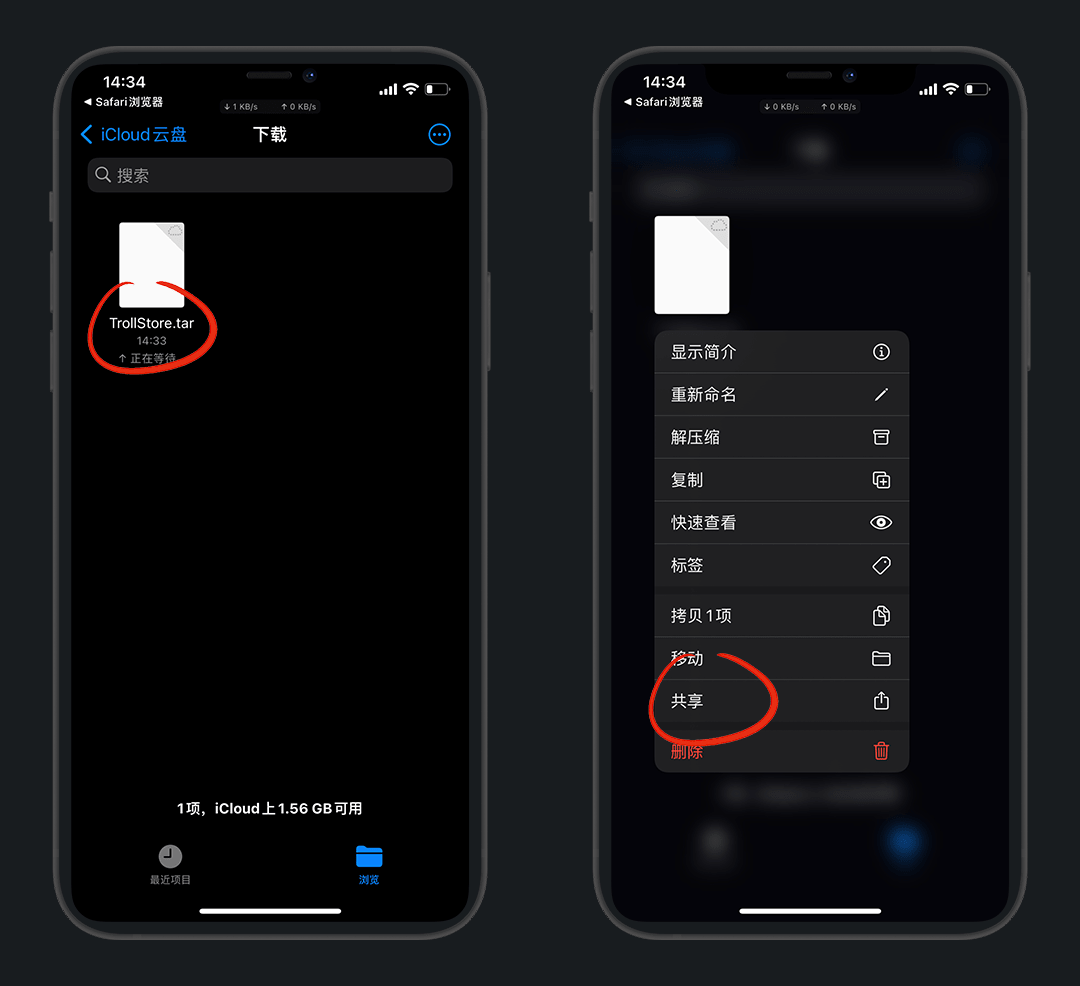 14:34
◀ Safari浏览器
↓ 1 KB/s ↑ 0 KB/s
iCloud云盘
下载
搜索
TrollStore.tar
14:33
↑ 正在等待
1项，iCloud上1.56 GB可用
最近项目
浏览
14:34
◀ Safari浏览器
↓ 0 KB/s ↑ 0 KB/s
显示简介
重新命名
解压缩
复制
快速查看
标签
拷贝1项
移动
共享
删除